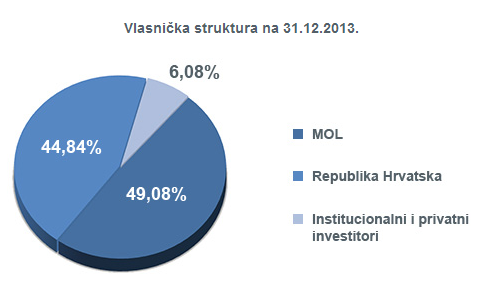 Vlasnička struktura na 31.12.2013.
6,08%
44,84%
49,08%
MOL
Republika Hrvatska
Institucionalni i privatni
investitori